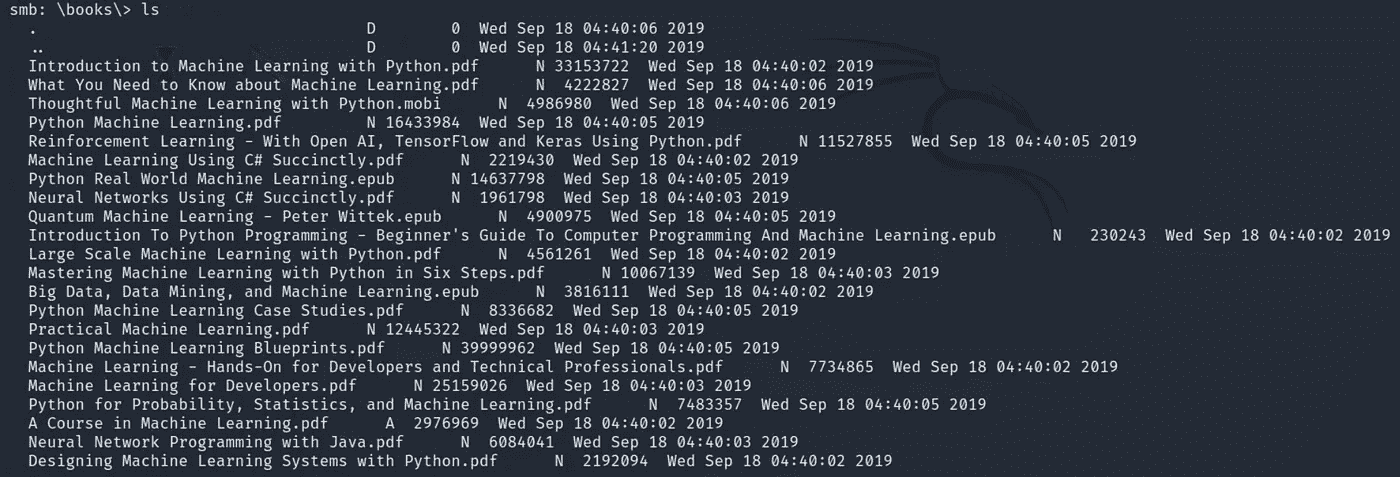 smb: \books\> ls
  .                                   D        0  Wed Sep 18 04:40:06 2019
  ..                                  D        0  Wed Sep 18 04:41:20 2019
  Introduction to Machine Learning with Python.pdf      N 33153722  Wed Sep 18 04:40:02 2019
  What You Need to Know about Machine Learning.pdf      N  4222827  Wed Sep 18 04:40:06 2019
  Thoughtful Machine Learning with Python.mobi      N  4986980  Wed Sep 18 04:40:06 2019
  Python Machine Learning.pdf         N 16433984  Wed Sep 18 04:40:05 2019
  Reinforcement Learning - With Open AI, TensorFlow and Keras Using Python.pdf      N 11527855  Wed Sep 18 04:40:05 2019
  Machine Learning Using C# Succinctly.pdf      N  2219430  Wed Sep 18 04:40:02 2019
  Python Real World Machine Learning.epub      N 14637798  Wed Sep 18 04:40:05 2019
  Neural Networks Using C# Succinctly.pdf      N  1961798  Wed Sep 18 04:40:03 2019
  Quantum Machine Learning - Peter Wittek.epub      N  4900975  Wed Sep 18 04:40:05 2019
  Introduction To Python Programming - Beginner's Guide To Computer Programming And Machine Learning.epub      N   230243  Wed Sep 18 04:40:02 2019
  Large Scale Machine Learning with Python.pdf      N  4561261  Wed Sep 18 04:40:02 2019
  Mastering Machine Learning with Python in Six Steps.pdf      N 10067139  Wed Sep 18 04:40:03 2019
  Big Data, Data Mining, and Machine Learning.epub      N  3816111  Wed Sep 18 04:40:02 2019
  Python Machine Learning Case Studies.pdf      N  8336682  Wed Sep 18 04:40:05 2019
  Practical Machine Learning.pdf      N 12445322  Wed Sep 18 04:40:03 2019
  Python Machine Learning Blueprints.pdf      N 39999962  Wed Sep 18 04:40:05 2019
  Machine Learning - Hands-On for Developers and Technical Professionals.pdf      N  7734865  Wed Sep 18 04:40:02 2019
  Machine Learning for Developers.pdf      N 25159026  Wed Sep 18 04:40:03 2019
  Python for Probability, Statistics, and Machine Learning.pdf      N  7483357  Wed Sep 18 04:40:05 2019
  A Course in Machine Learning.pdf      A  2976969  Wed Sep 18 04:40:02 2019
  Neural Network Programming with Java.pdf      N  6084041  Wed Sep 18 04:40:03 2019
  Designing Machine Learning Systems with Python.pdf      N  2192094  Wed Sep 18 04:40:02 2019